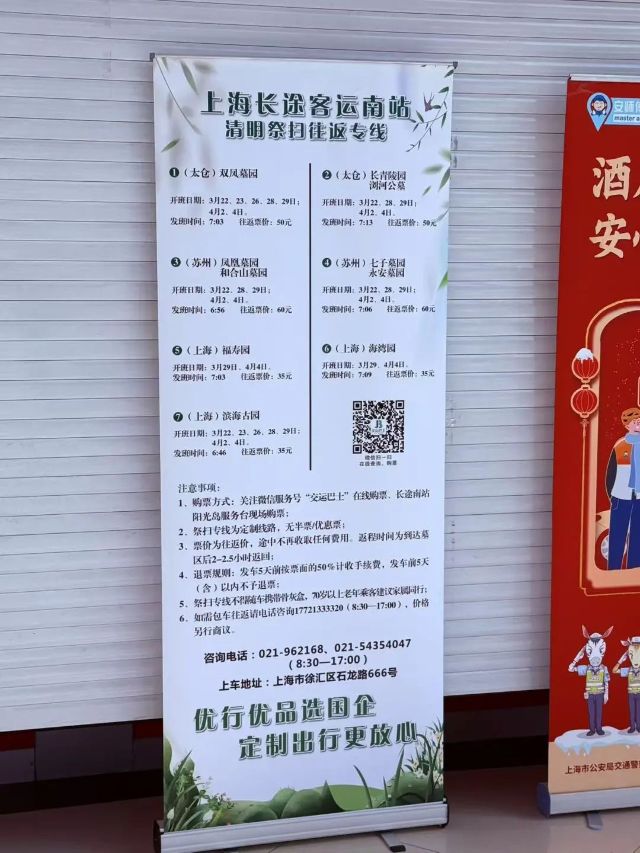 上海长途客运南站
清明祭扫往返专线
❶（太仓）双凤墓园
开班日期：3月22、23、26、28、29日；
4月2、4日。
发班时间：7:03 往返票价：50元
❷（太仓）长青陵园
浏河公墓
开班日期：3月22、28、29日；
4月2、4日。
发班时间：7:13 往返票价：50元
❸（苏州）凤凰墓园
和合山墓园
开班日期：3月22、28、29日；
4月2、4日。
发班时间：6:56 往返票价：60元
❹（苏州）七子墓园
永安墓园
开班日期：3月22、28、29日；
4月2、4日。
发班时间：7:06 往返票价：60元
❺（上海）福寿园
开班日期：3月29日、4月4日。
发班时间：7:03 往返票价：35元
❻（上海）海湾园
开班日期：3月29、4月4日。
发班时间：7:09 往返票价：35元
❼（上海）滨海古园
开班日期：3月22、23、26、28、29日；
4月2、4日。
发班时间：6:46 往返票价：35元
微信扫一扫
在线查询、购票
注意事项：
1、购票方式：关注微信服务号“交运巴士”在线购票、长途南站
阳光岛服务台现场购票；
2、祭扫专线为定制线路，无半票/优惠票；
3、票价为往返价，途中不再收取任何费用。返程时间为到达墓
区后2-2.5小时返回；
4、退票规则：发车5天前按票面的50%计收手续费，发车前5天
（含）以内不予退票；
5、祭扫专线不得随车携带骨灰盒，70岁以上老年乘客建议家属同行；
6、如需包车往返请电话咨询17721333320（8:30—17:00），价格
另行商议。
咨询电话：021-962168、021-54354047
（8:30—17:00）
上车地址：上海市徐汇区石龙路666号
优行优品选国企
定制出行更放心
master a
酒
安
上海市公安局交通警